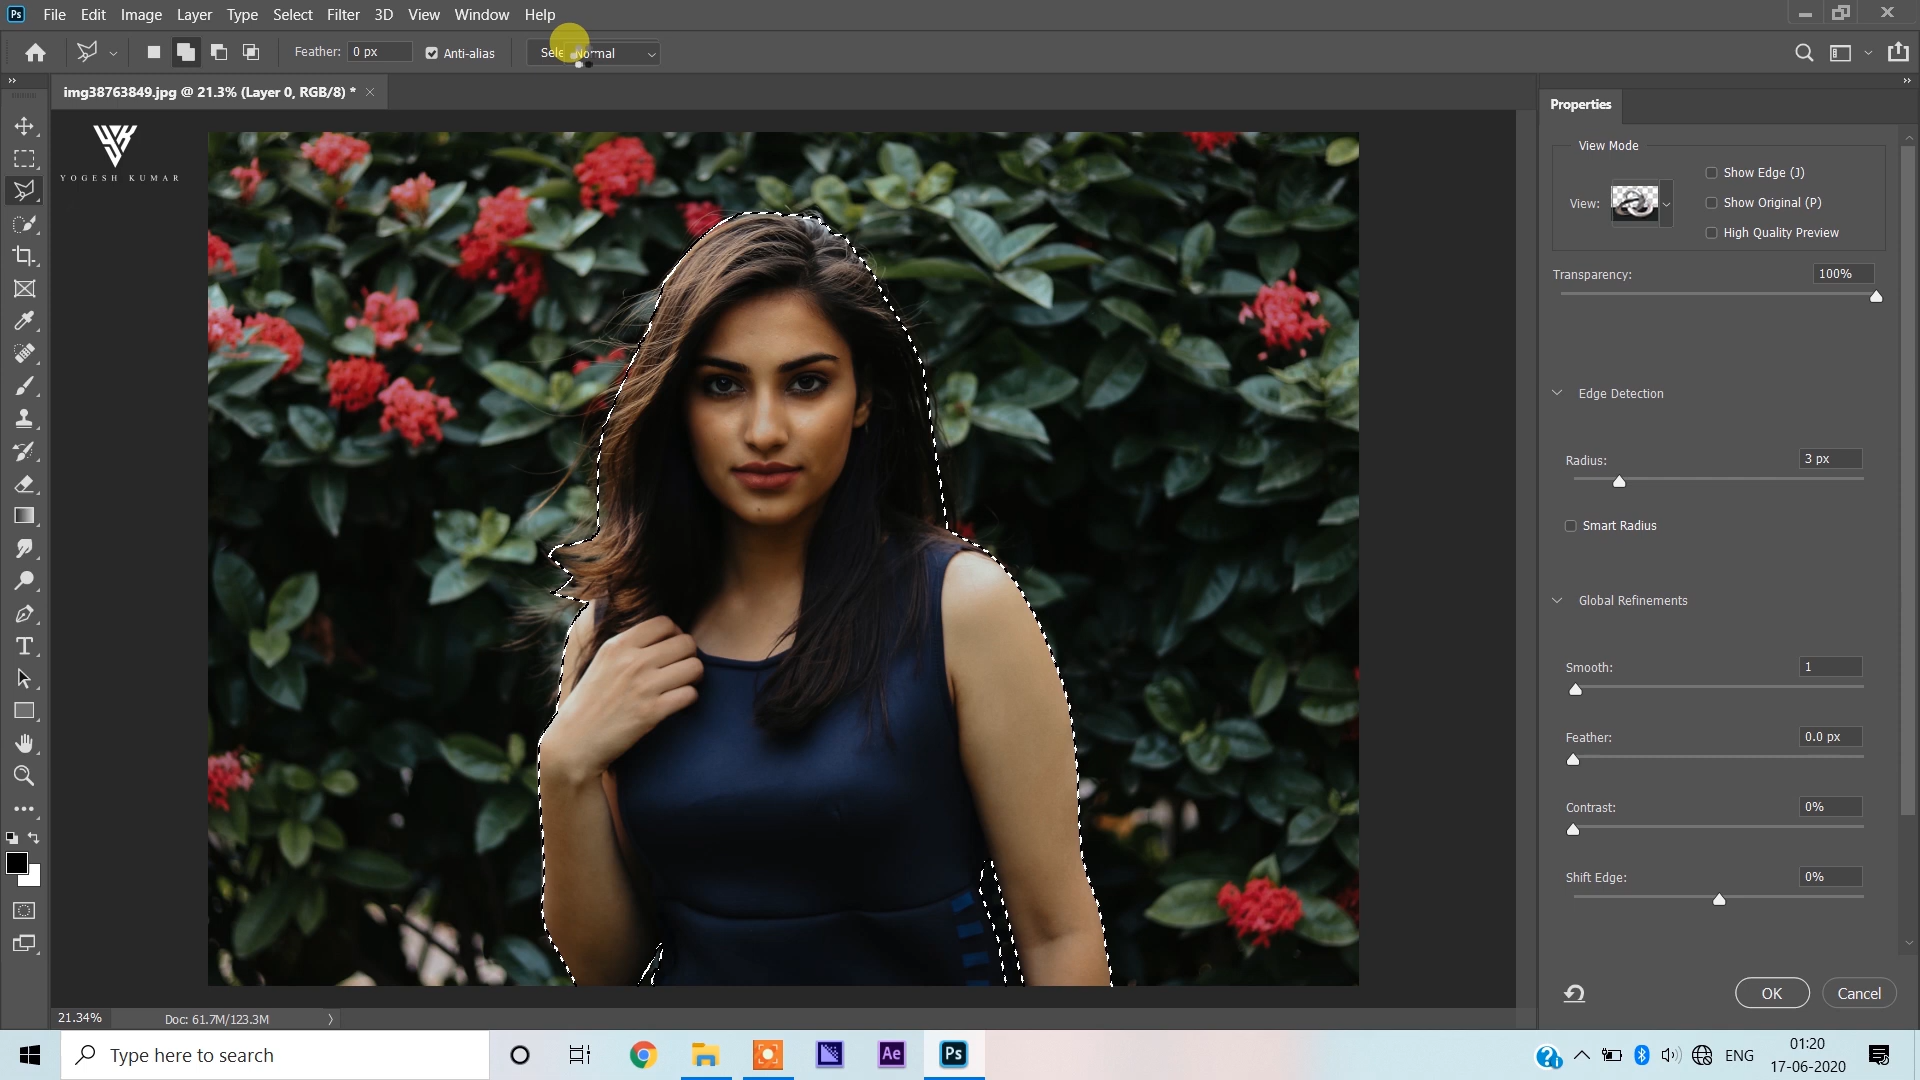 Ps File Edit Image Layer Type Select Filter 3D View Window Help
Feather: 0 px Anti-alias Sele Normal
img38763849.jpg @ 21.3% (Layer 0, RGB/8) * ×
YOGESH KUMAR
Properties
View Mode
View:
Show Edge (J)
Show Original (P)
High Quality Preview
Transparency: 100%
Edge Detection
Radius: 3 px
Smart Radius
Global Refinements
Smooth: 1
Feather: 0.0 px
Contrast: 0%
Shift Edge: 0%
OK Cancel
21.34% Doc: 61.7M/123.3M
Type here to search
Ae Ps
ENG
01:20
17-06-2020